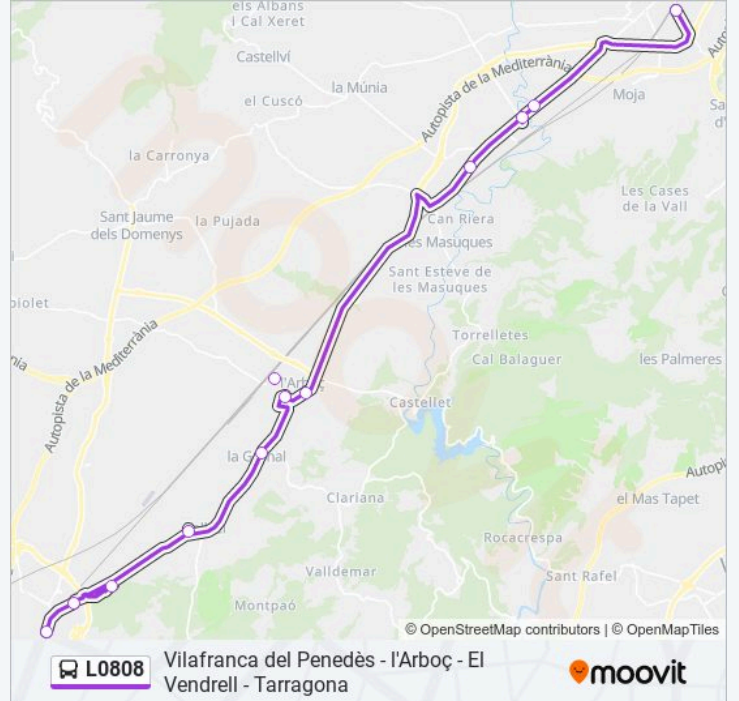 els Albans
i Cal Xeret
Castellví
la Múnia
el Cuscó
Autopista de la Mediterrània
Moja
la Carronya
Les Cases
de la Vall
Sant Jaume
dels Domenys
la Pujada
Can Riera
les Masuques
Sant Esteve de
les Masuques
Torrelletes
Cal Balaguer
les Palmeres
Autopista de la Mediterrània
l'Arboç
Castellet
la Gornal
Clariana
el Mas Tapet
Rocacrespa
Valldemar
Sant Rafel
Montpaó
© OpenStreetMap contributors | © OpenMapTiles
L0808
Vilafranca del Penedès - l'Arboç - El
Vendrell - Tarragona
moovit